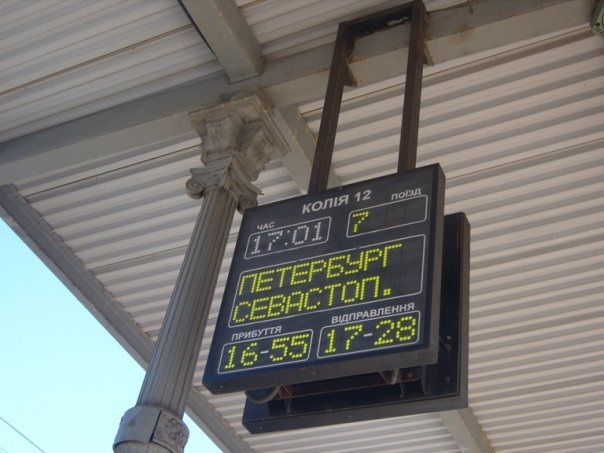 КОЛІЯ 12
ЧАС ПОЇЗД
17:01 7
ПЕТЕРБУРГ
СЕВАСТОП.
ПРИБУТТЯ ВІДПРАВЛЕННЯ
16-55 17-28